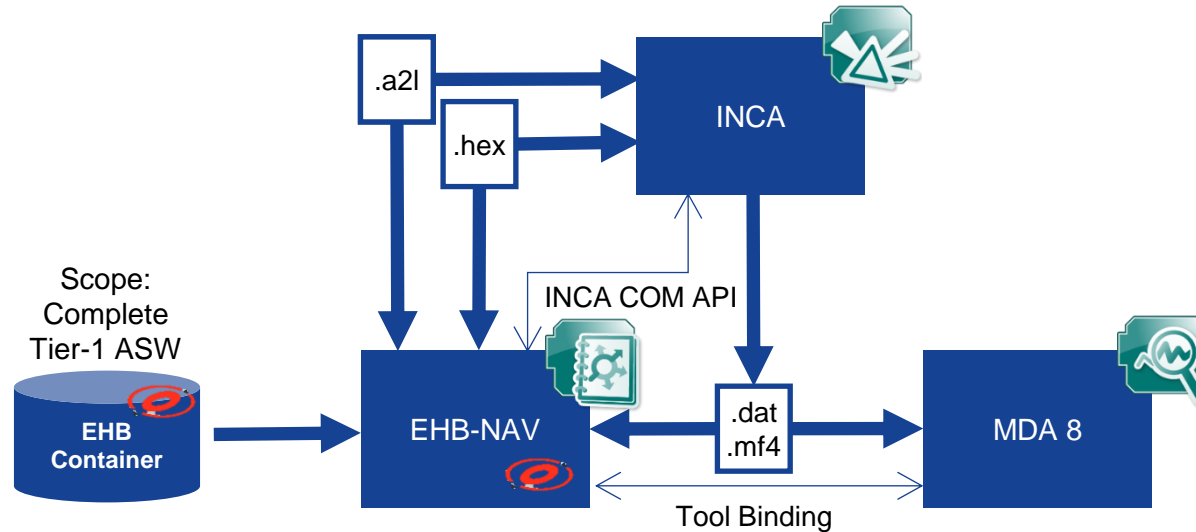 .a2l
INCA
.hex
Scope:
Complete
Tier-1 ASW
INCA COM API
EHB
Container
EHB-NAV
.dat
.mf4
MDA 8
Tool Binding